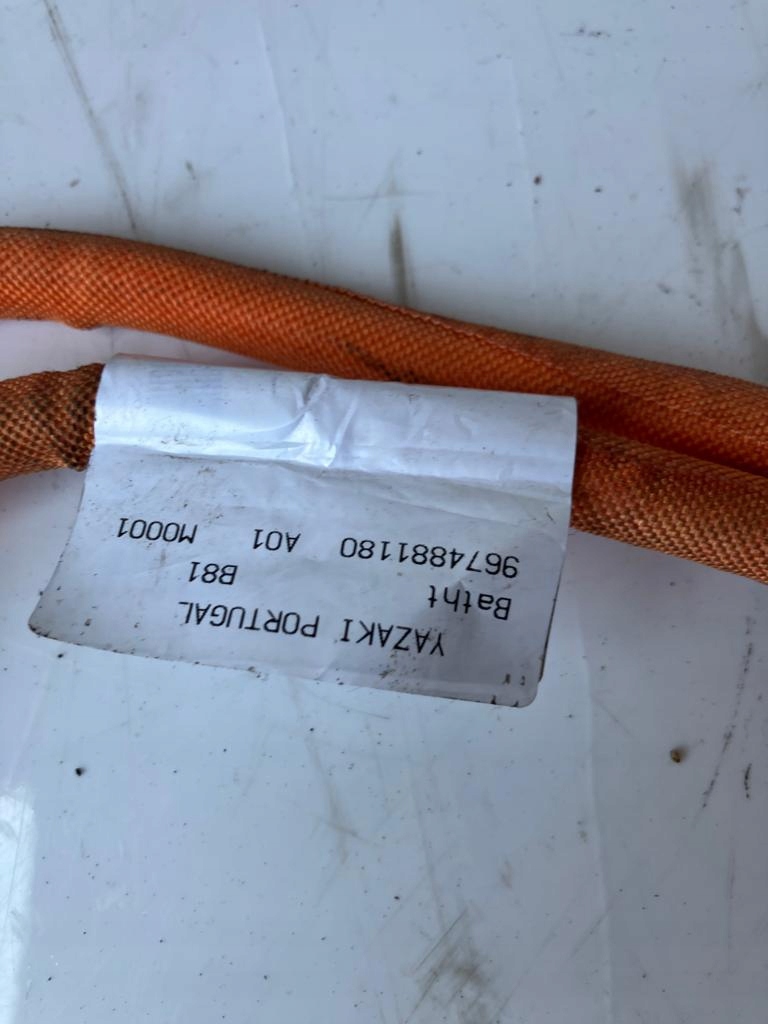 YAZAKI PORTUGAL
Batht B81
9674881180 A01 M0001